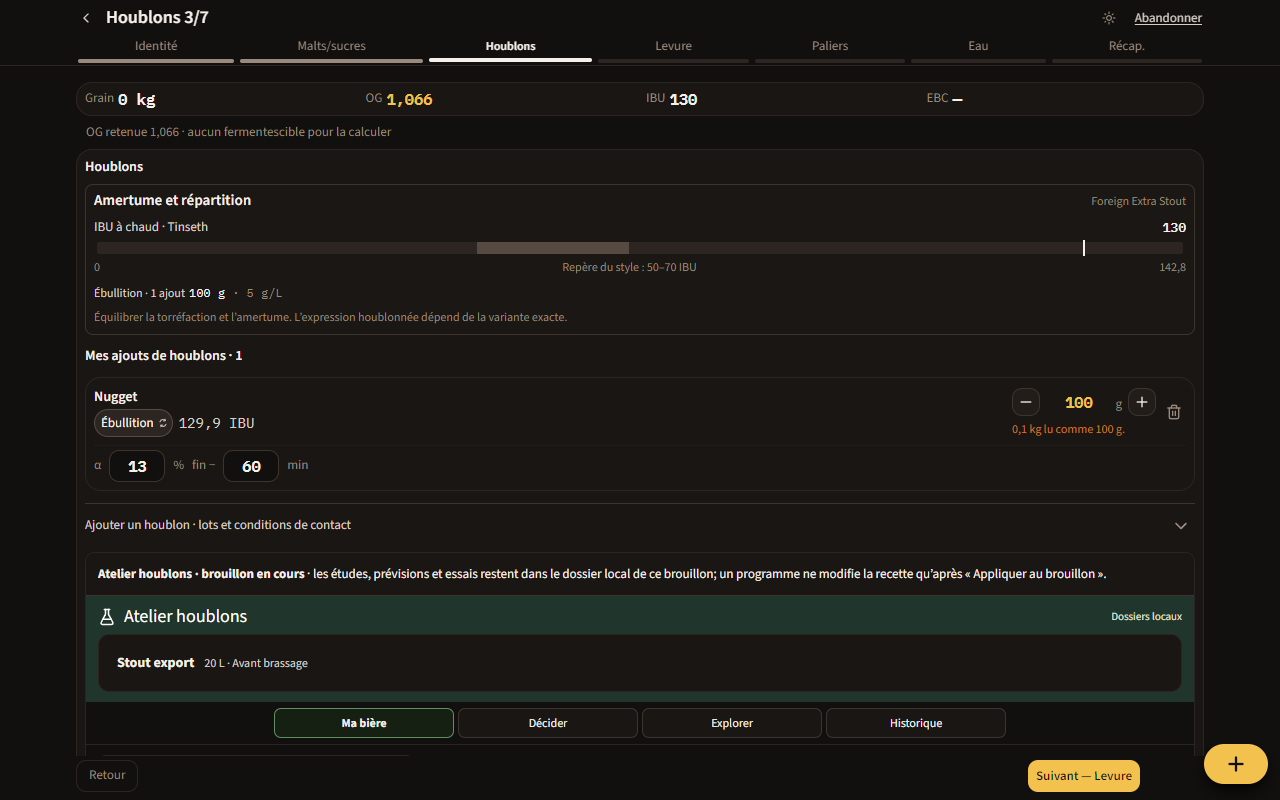 Houblons 3/7
Abandonner
Identité
Malts/sucres
Houblons
Levure
Paliers
Eau
Récap.
Grain 0 kg
OG 1,066
IBU 130
EBC —
OG retenue 1,066 · aucun fermentescible pour la calculer
Houblons
Amertume et répartition
Foreign Extra Stout
IBU à chaud · Tinseth
130
0
Repère du style : 50–70 IBU
142,8
Ébullition · 1 ajout 100 g · 5 g/L
Équilibrer la torréfaction et l’amertume. L’expression houblonnée dépend de la variante exacte.
Mes ajouts de houblons · 1
Nugget
Ébullition 129,9 IBU
− 100 g +
0,1 kg lu comme 100 g.
α 13 % fin − 60 min
Ajouter un houblon · lots et conditions de contact
Atelier houblons · brouillon en cours · les études, prévisions et essais restent dans le dossier local de ce brouillon; un programme ne modifie la recette qu’après « Appliquer au brouillon ».
Atelier houblons
Dossiers locaux
Stout export 20 L · Avant brassage
Ma bière
Décider
Explorer
Historique
Retour
Suivant — Levure
+